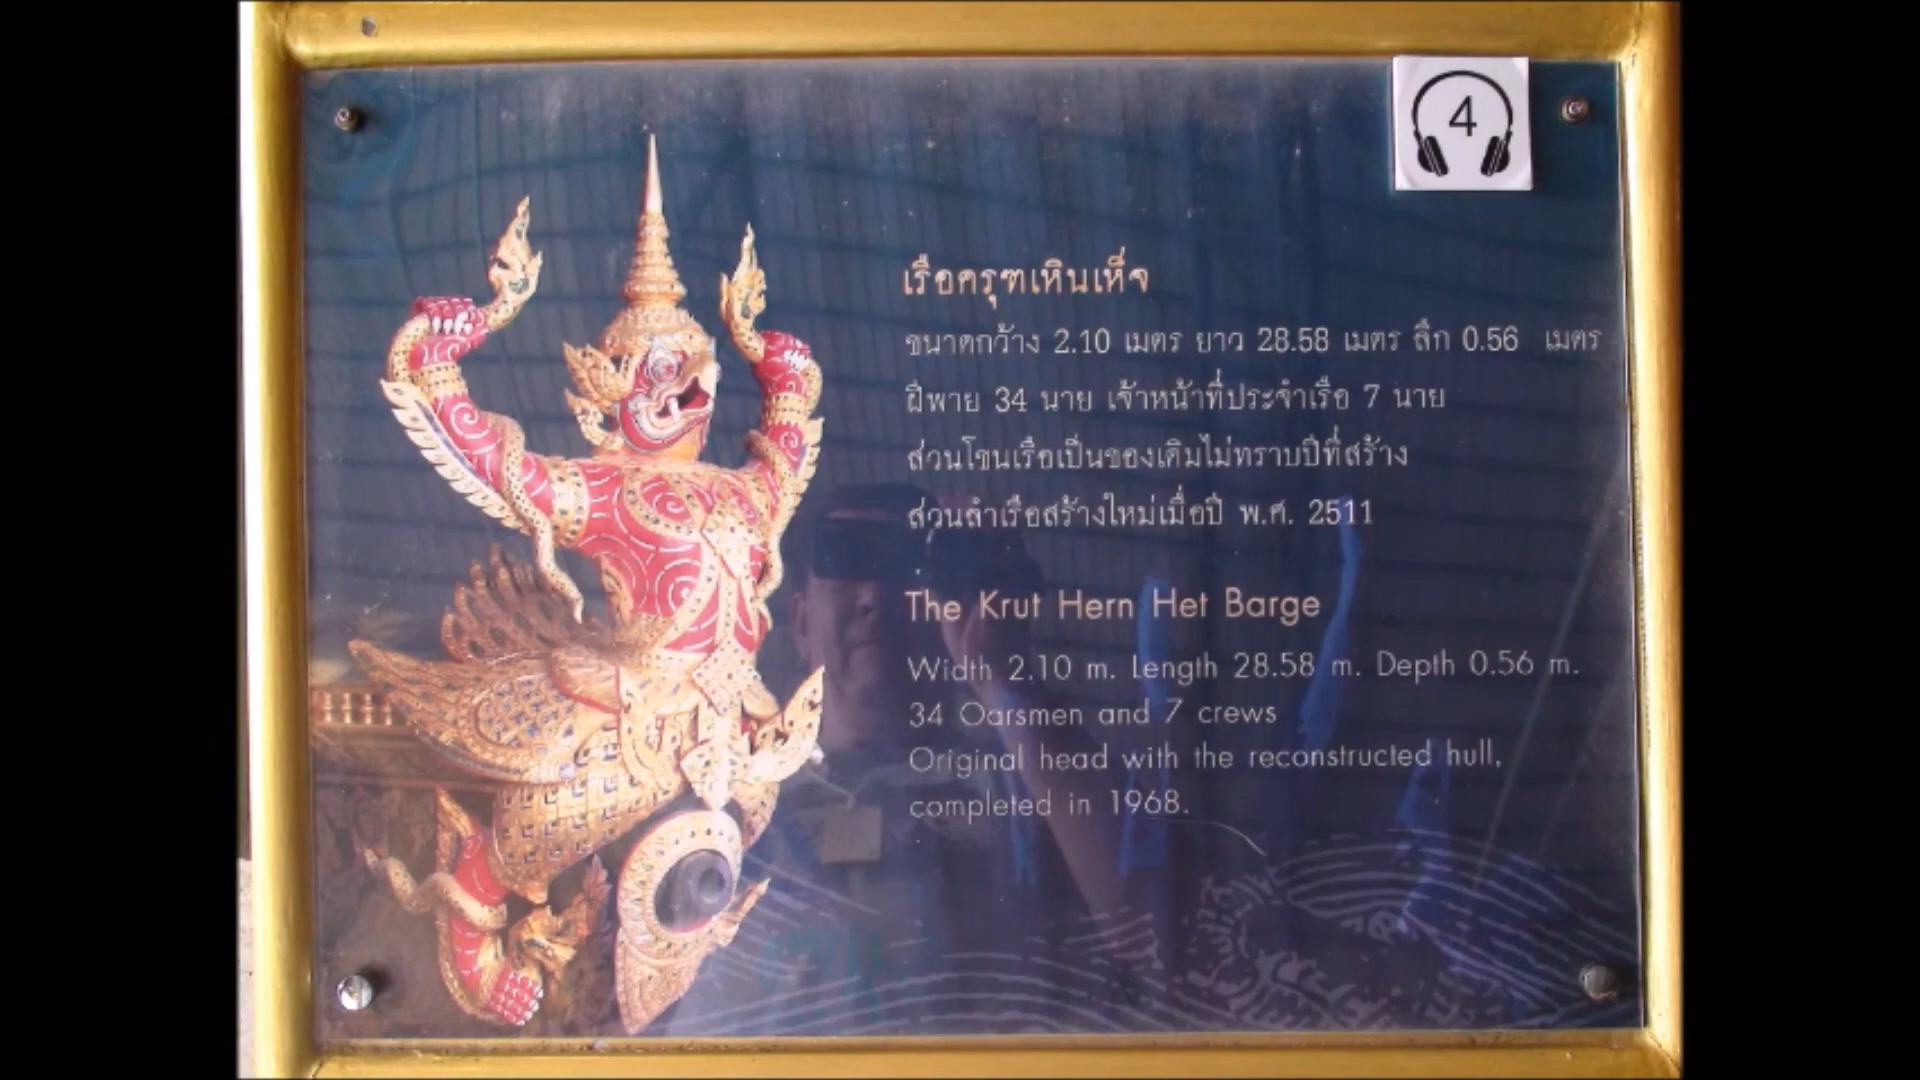 4
เรือครุฑเหินเห็จ
ขนาดกว้าง 2.10 เมตร ยาว 28.58 เมตร ลึก 0.56 เมตร
ฝีพาย 34 นาย เจ้าหน้าที่ประจำเรือ 7 นาย
ส่วนโขนเรือเป็นของเดิมไม่ทราบปีที่สร้าง
ส่วนลำเรือสร้างใหม่เมื่อปี พ.ศ. 2511
The Krut Hern Het Barge
Width 2.10 m. Length 28.58 m. Depth 0.56 m.
34 Oarsmen and 7 crews
Original head with the reconstructed hull,
completed in 1968.